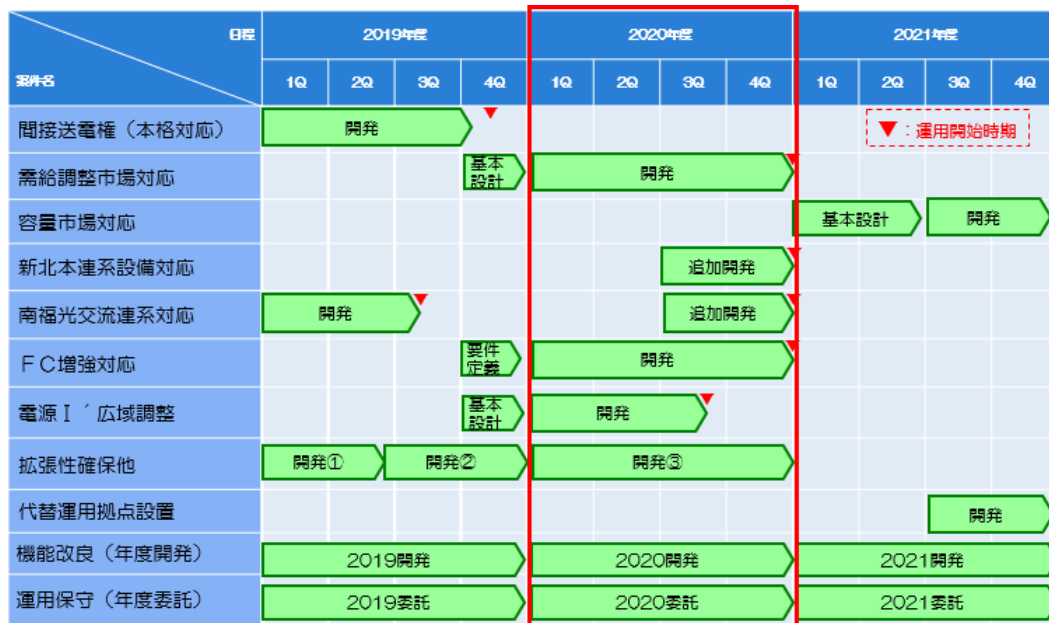 日程 2019年度 2020年度 2021年度
案件名 1Q 2Q 3Q 4Q 1Q 2Q 3Q 4Q 1Q 2Q 3Q 4Q
間接送電権（本格対応） 開発 ▼：運用開始時期
需給調整市場対応 基本設計 開発
容量市場対応 基本設計 開発
新北本連系設備対応 追加開発
南福光交流連系対応 開発 追加開発
ＦＣ増強対応 要件定義 開発
電源Ⅰ´広域調整 基本設計 開発
拡張性確保他 開発① 開発② 開発③
代替運用拠点設置 開発
機能改良（年度開発） 2019開発 2020開発 2021開発
運用保守（年度委託） 2019委託 2020委託 2021委託